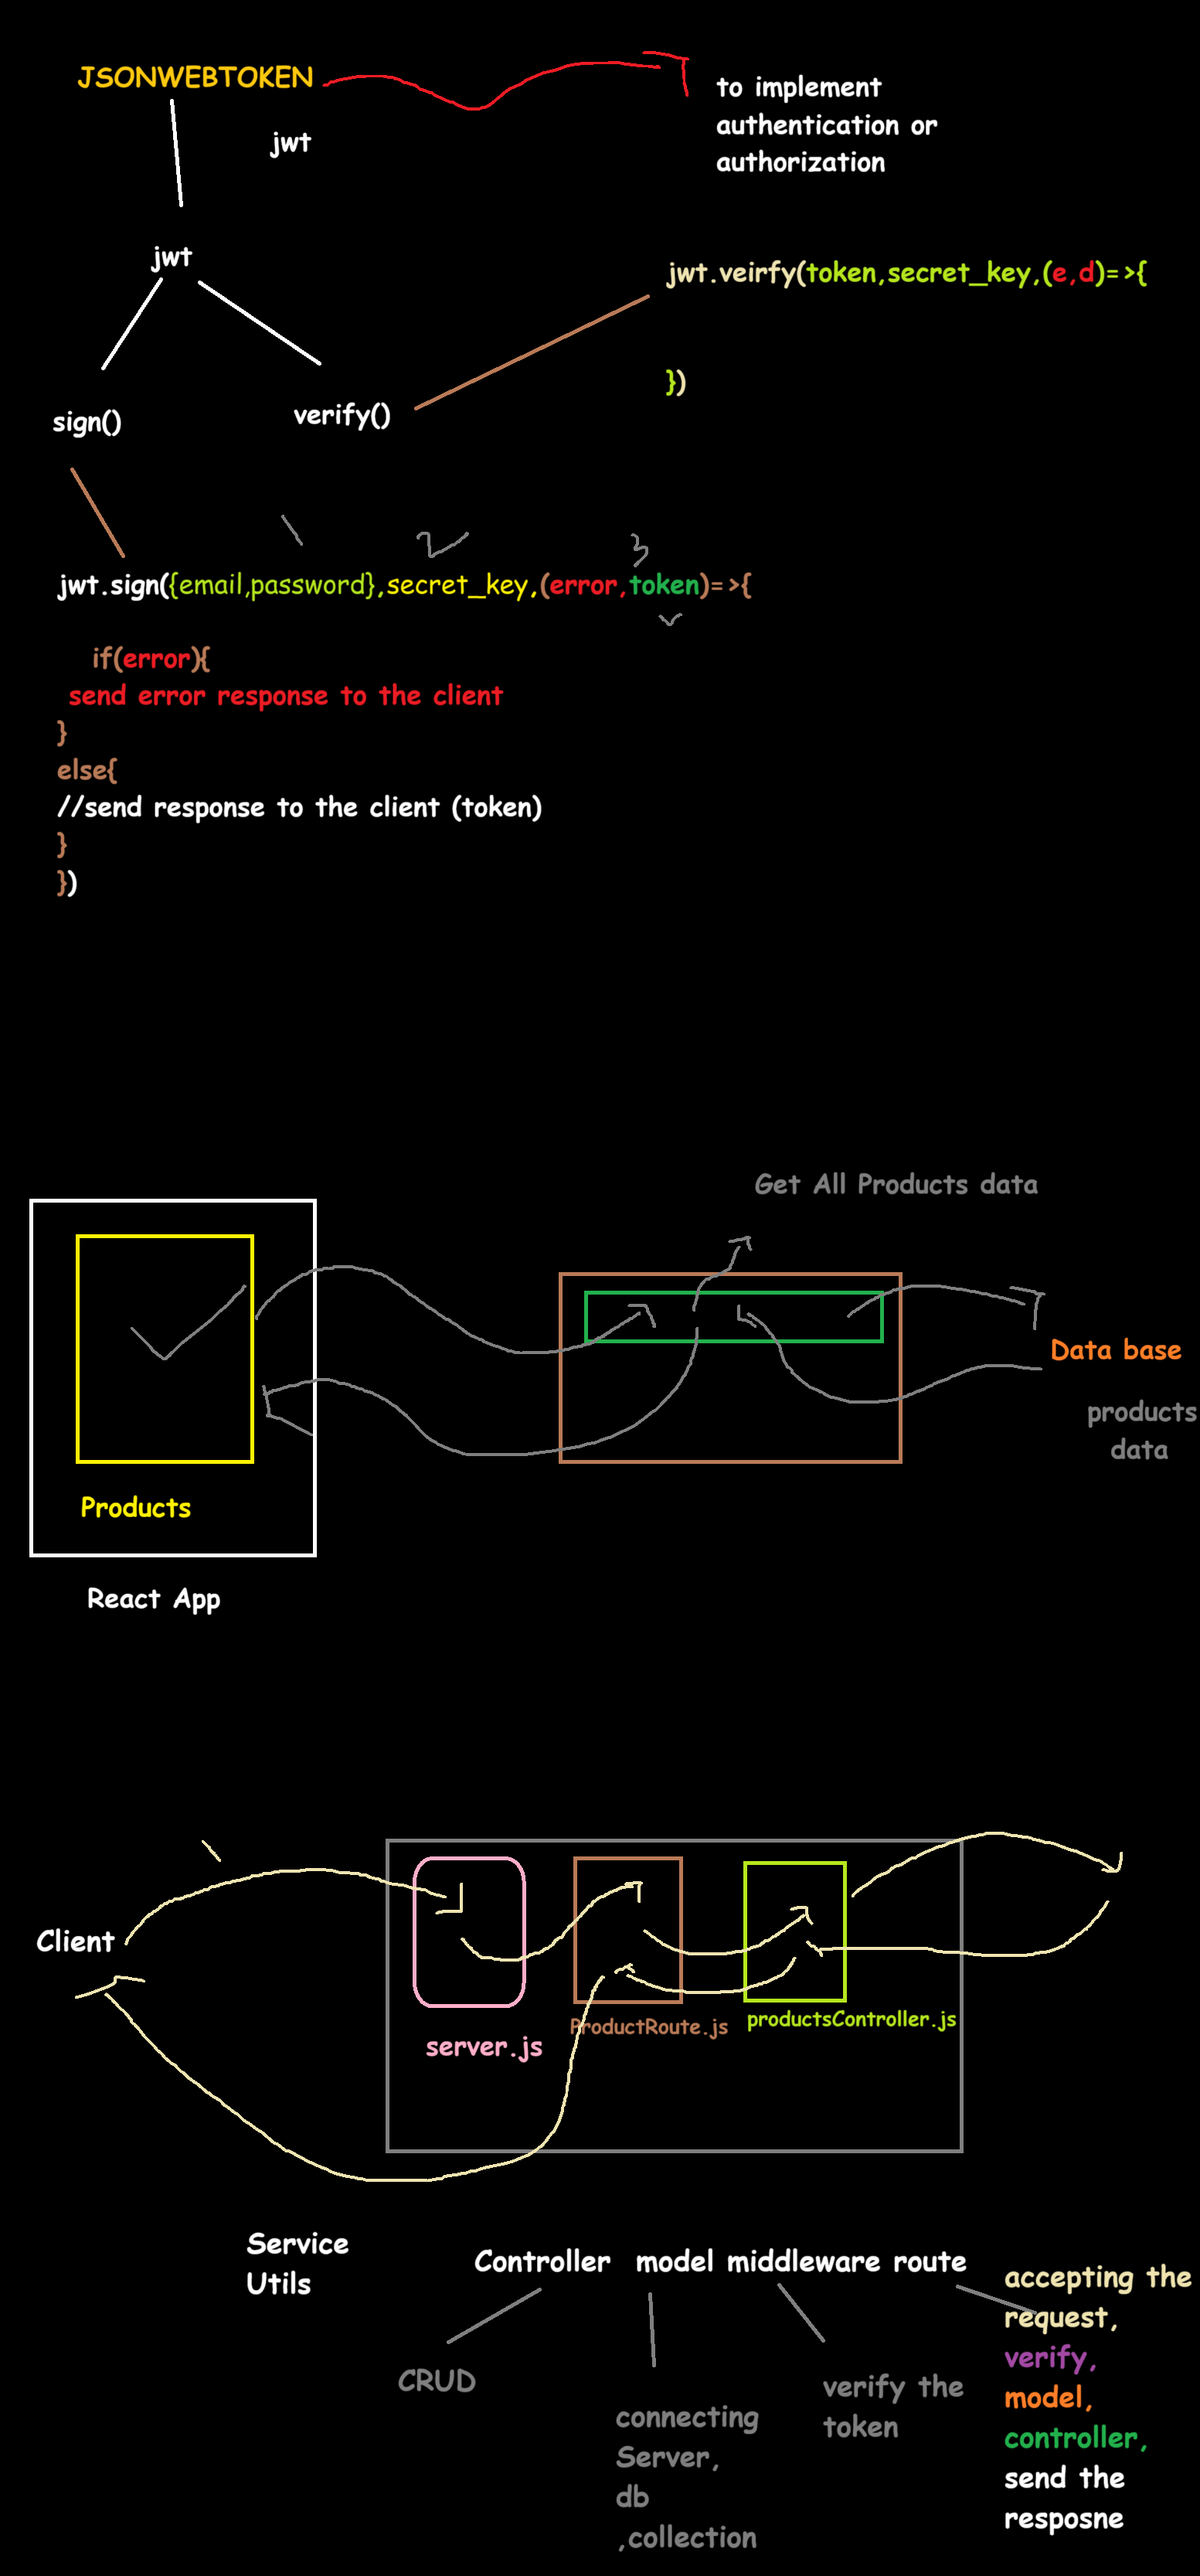 JSONWEBTOKEN
to implement
authentication or
authorization
jwt
jwt
jwt.veirfy(token,secret_key,(e,d)=>{
})
sign()
verify()
2
3
jwt.sign({email,password},secret_key,(error,token)=>{
if(error){
send error response to the client
}
else{
//send response to the client (token)
}
})
Get All Products data
Data base
products
data
Products
React App
Client
server.js
ProductRoute.js
productsController.js
Service
Utils
Controller model middleware route
accepting the
request,
verify,
model,
controller,
send the
resposne
CRUD
connecting
Server,
db
,collection
verify the
token